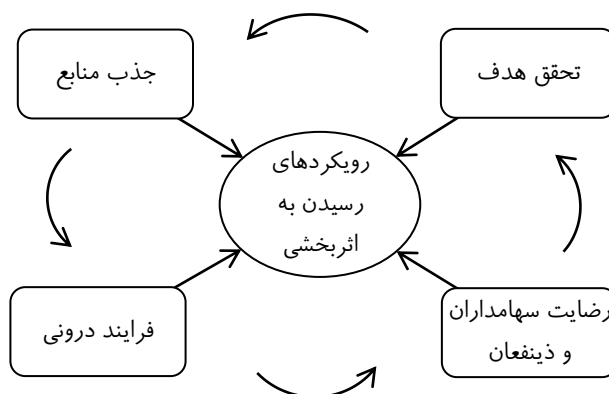 تحقق هدف
جذب منابع
رویکردهای
رسیدن به
اثربخشی
رضایت سهامداران
و ذینفعان
فرایند درونی